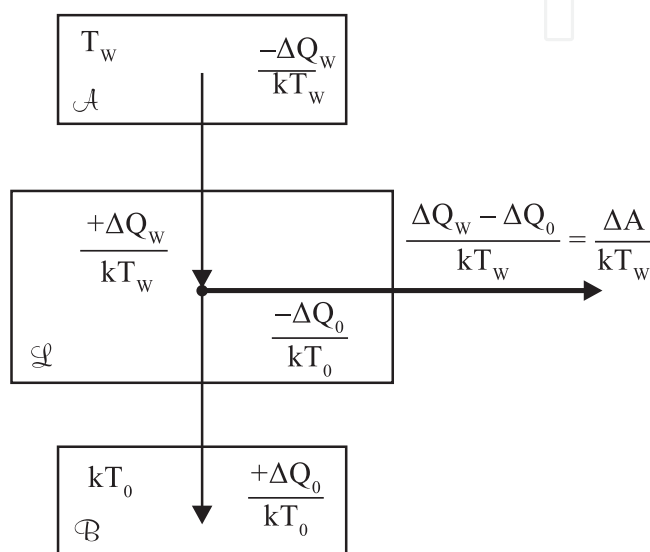 T_W
−ΔQ_W / kT_W
𝒜
+ΔQ_W / kT_W
ΔQ_W − ΔQ_0 / kT_W = ΔA / kT_W
−ΔQ_0 / kT_0
ℒ
kT_0
+ΔQ_0 / kT_0
ℬ